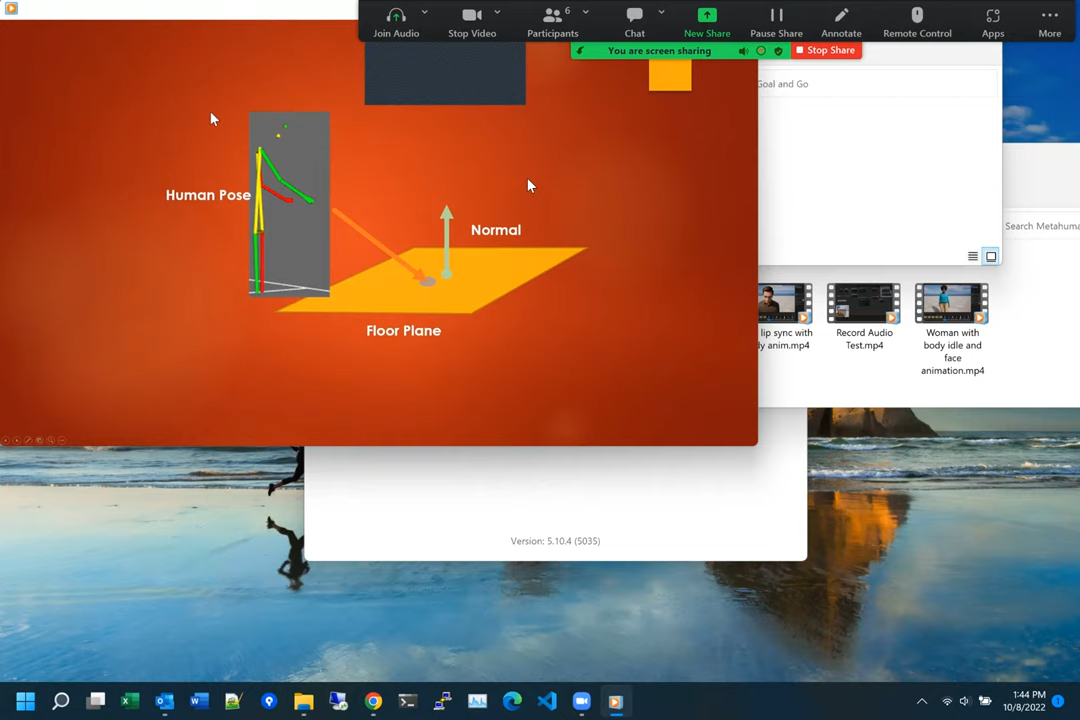 Join Audio
Stop Video
6
Participants
Chat
New Share
Pause Share
Annotate
Remote Control
Apps
More
You are screen sharing
Stop Share
Goal and Go
Human Pose
Normal
Floor Plane
Search Metahuma
lip sync with
dy anim.mp4
Record Audio
Test.mp4
Woman with
body idle and
face
animation.mp4
Version: 5.10.4 (5035)
1:44 PM
10/8/2022
1